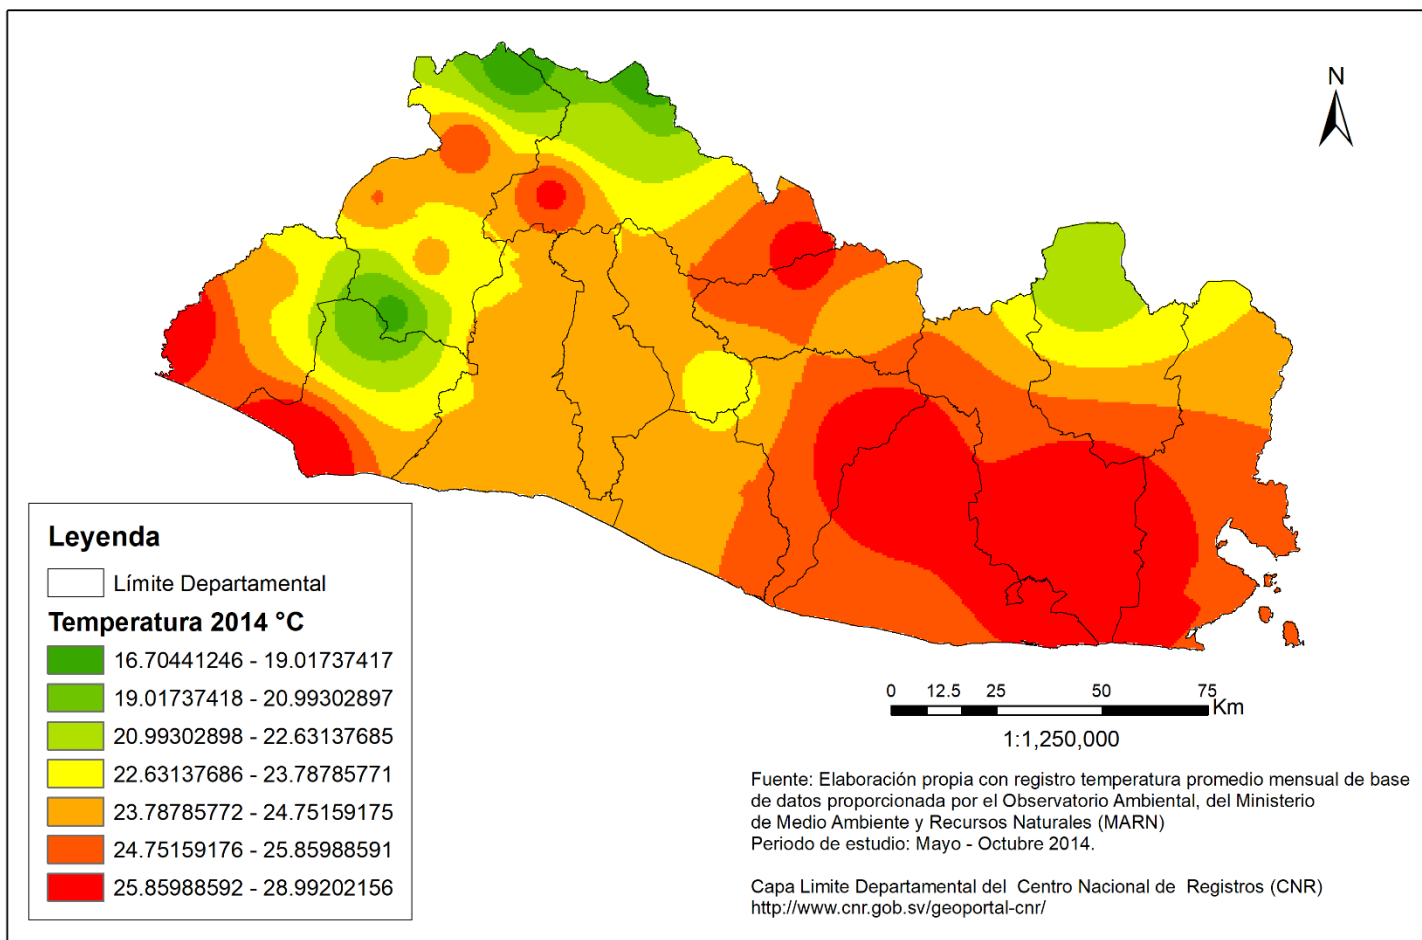 N
Leyenda
Límite Departamental
Temperatura 2014 °C
16.70441246 - 19.01737417
19.01737418 - 20.99302897
20.99302898 - 22.63137685
22.63137686 - 23.78785771
23.78785772 - 24.75159175
24.75159176 - 25.85988591
25.85988592 - 28.99202156
0 12.5 25 50 75
Km
1:1,250,000
Fuente: Elaboración propia con registro temperatura promedio mensual de base
de datos proporcionada por el Observatorio Ambiental, del Ministerio
de Medio Ambiente y Recursos Naturales (MARN)
Periodo de estudio: Mayo - Octubre 2014.
Capa Limite Departamental del Centro Nacional de Registros (CNR)
http://www.cnr.gob.sv/geoportal-cnr/